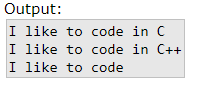 Output:
I like to code in C
I like to code in C++
I like to code